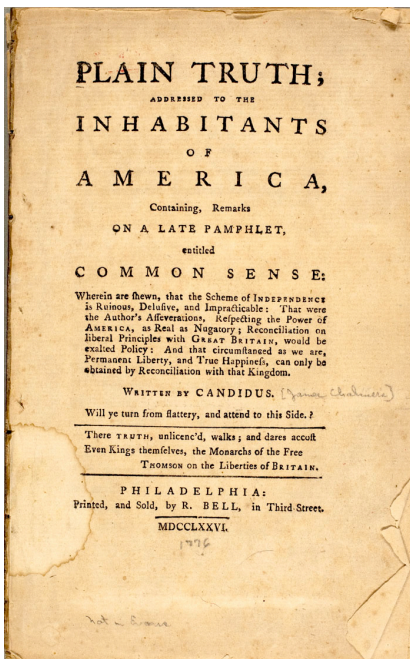 PLAIN TRUTH;
ADDRESSED TO THE
INHABITANTS
OF
AMERICA,
Containing, Remarks
ON A LATE PAMPHLET,
entitled
COMMON SENSE:
Wherein are ſhewn, that the Scheme of INDEPENDENCE
is Ruinous, Deluſive, and Impracticable: That were
the Author's Aſſeverations, Reſpecting the Power of
AMERICA, as Real as Nugatory; Reconciliation on
liberal Principles with GREAT BRITAIN, would be
exalted Policy: And that circumſtanced as we are,
Permanent Liberty, and True Happineſs, can only be
obtained by Reconciliation with that Kingdom.
WRITTEN BY CANDIDUS. [James Chalmers]
Will ye turn from flattery, and attend to this Side.?
There TRUTH, unlicenc'd, walks; and dares accoſt
Even Kings themſelves, the Monarchs of the Free
THOMSON on the Liberties of BRITAIN.
PHILADELPHIA:
Printed, and Sold, by R. BELL, in Third-Street.
MDCCLXXVI.
1776
not in Evans